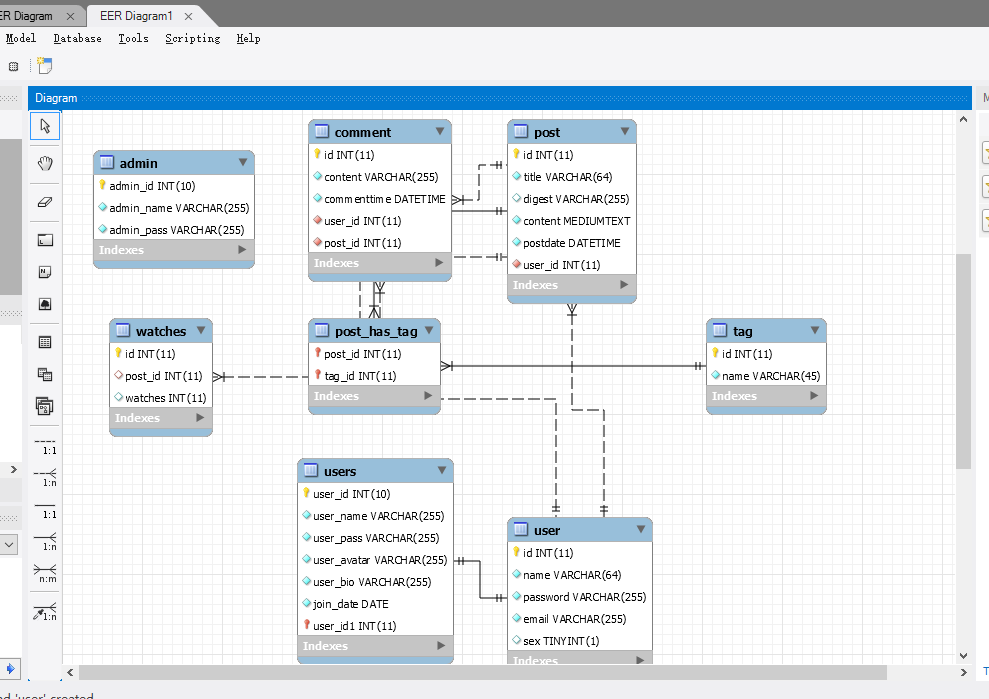 ER Diagram
EER Diagram1
Model Database Tools Scripting Help
Diagram
admin
admin_id INT(10)
admin_name VARCHAR(255)
admin_pass VARCHAR(255)
Indexes
comment
id INT(11)
content VARCHAR(255)
commenttime DATETIME
user_id INT(11)
post_id INT(11)
Indexes
post
id INT(11)
title VARCHAR(64)
digest VARCHAR(255)
content MEDIUMTEXT
postdate DATETIME
user_id INT(11)
Indexes
watches
id INT(11)
post_id INT(11)
watches INT(11)
Indexes
post_has_tag
post_id INT(11)
tag_id INT(11)
Indexes
tag
id INT(11)
name VARCHAR(45)
Indexes
users
user_id INT(10)
user_name VARCHAR(255)
user_pass VARCHAR(255)
user_avatar VARCHAR(255)
user_bio VARCHAR(255)
join_date DATE
user_id1 INT(11)
Indexes
user
id INT(11)
name VARCHAR(64)
password VARCHAR(255)
email VARCHAR(255)
sex TINYINT(1)
Indexes
1:1
1:n
1:1
1:n
n:m
1:n
'user' created